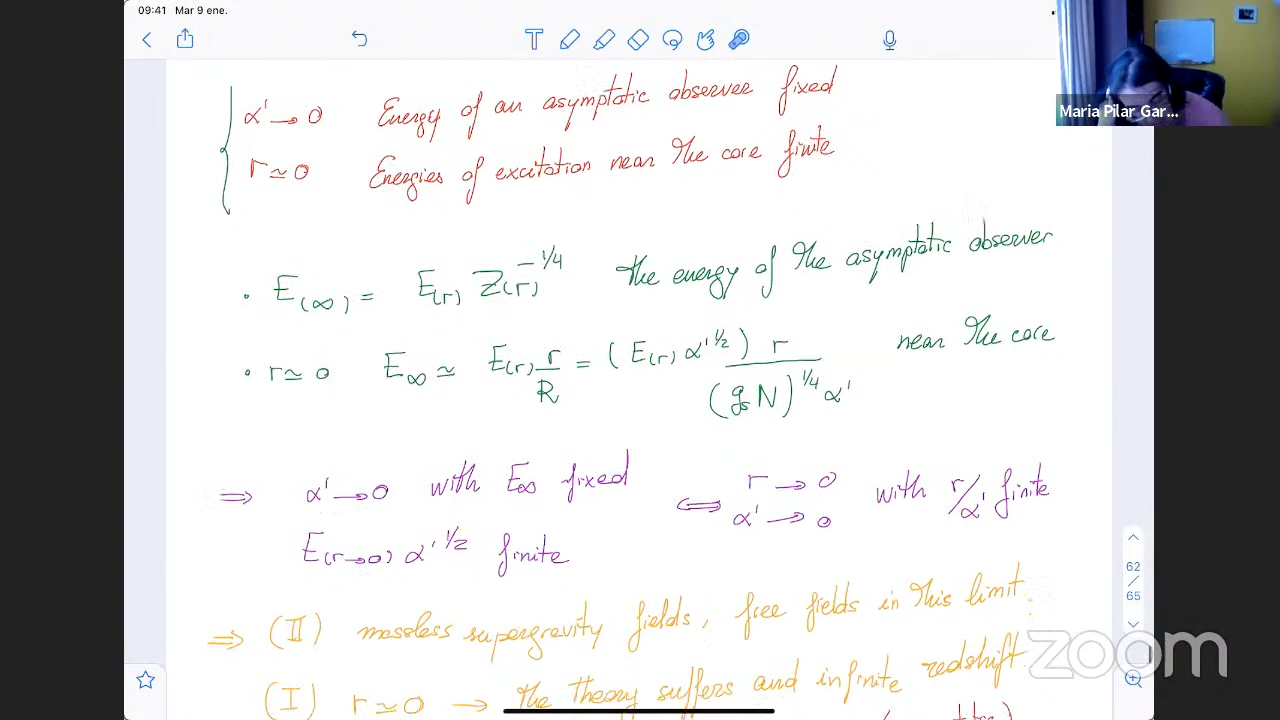 09:41 Mar 9 ene.
Maria Pilar Gar...
α' → 0 Energy of an asymptotic observer fixed
r ≃ 0 Energies of excitation near the core finite
· E(∞) = E(r) Z(r)^{-1/4} the energy of the asymptotic observer
· r ≃ 0 E∞ ≃ E(r) r/R = (E(r) α'^{1/2}) r/((gs N)^{1/4} α') near the core
⇒ α' → 0 with E∞ fixed ⟺ r → 0 with r/α' finite
E(r→0) α'^{1/2} finite α' → 0
62
/
65
⇒ (II) massless supergravity fields, free fields in this limit.
zoom
(I) r ≃ 0 → the theory suffers and infinite redshift.